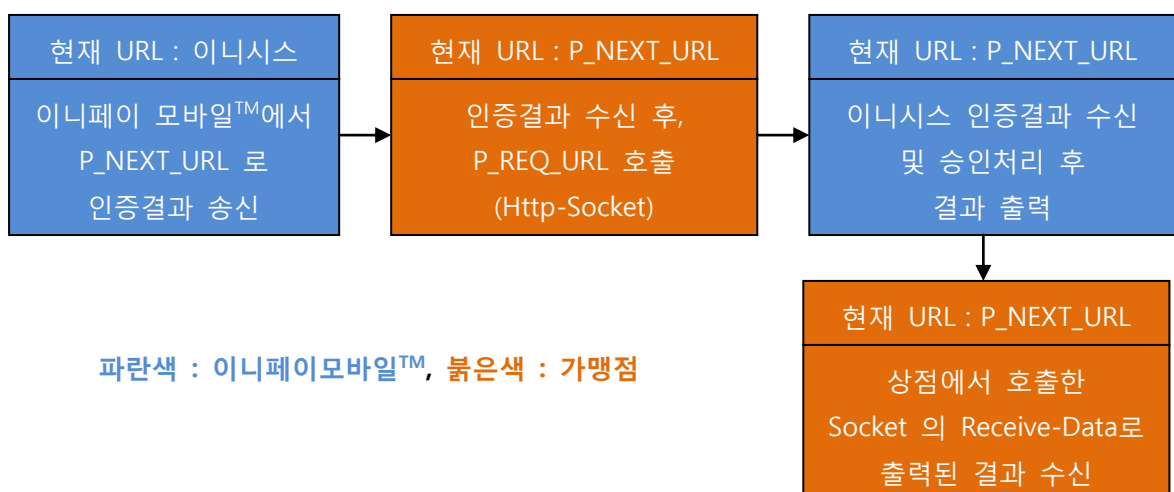 현재 URL : 이니시스
이니페이 모바일™에서
P_NEXT_URL 로
인증결과 송신
현재 URL : P_NEXT_URL
인증결과 수신 후,
P_REQ_URL 호출
(Http-Socket)
현재 URL : P_NEXT_URL
이니시스 인증결과 수신
및 승인처리 후
결과 출력
현재 URL : P_NEXT_URL
상점에서 호출한
Socket 의 Receive-Data로
출력된 결과 수신
파란색 : 이니페이모바일™, 붉은색 : 가맹점